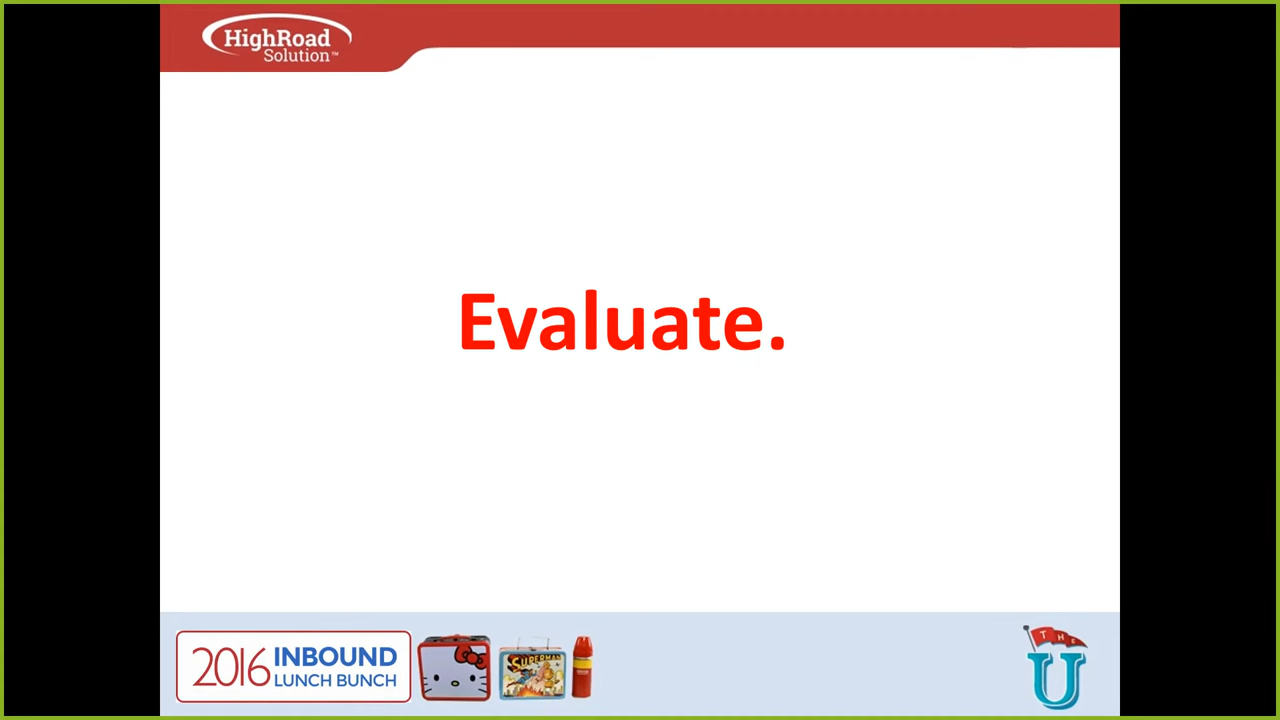 HighRoad
Solution™
Evaluate.
2016 INBOUND
LUNCH BUNCH
SUPERMAN
THE
U